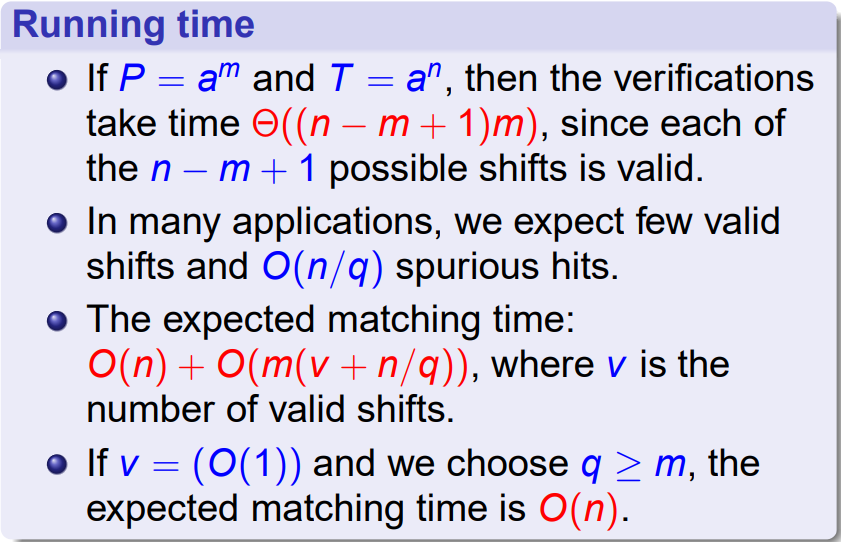 Running time
If P = aᵐ and T = aⁿ, then the verifications
take time Θ((n − m + 1)m), since each of
the n − m + 1 possible shifts is valid.
In many applications, we expect few valid
shifts and O(n/q) spurious hits.
The expected matching time:
O(n) + O(m(v + n/q)), where v is the
number of valid shifts.
If v = (O(1)) and we choose q ≥ m, the
expected matching time is O(n).